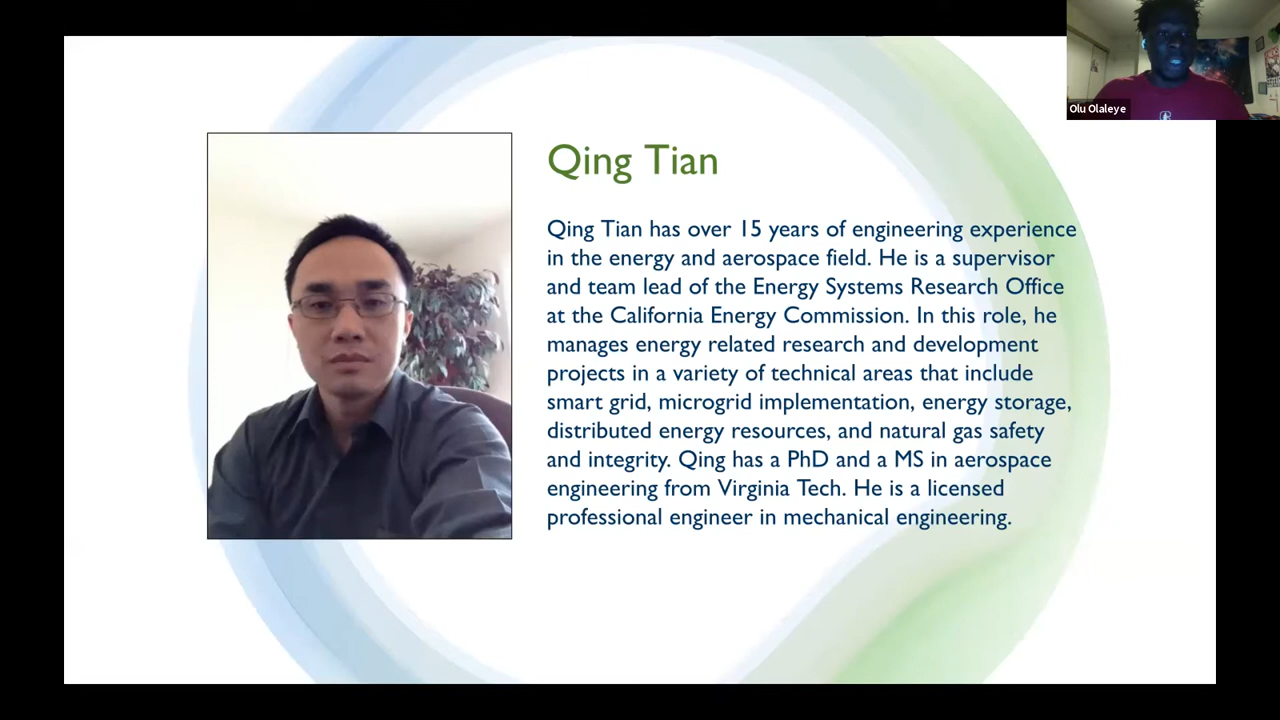 Olu Olaleye
Qing Tian
Qing Tian has over 15 years of engineering experience
in the energy and aerospace field. He is a supervisor
and team lead of the Energy Systems Research Office
at the California Energy Commission. In this role, he
manages energy related research and development
projects in a variety of technical areas that include
smart grid, microgrid implementation, energy storage,
distributed energy resources, and natural gas safety
and integrity. Qing has a PhD and a MS in aerospace
engineering from Virginia Tech. He is a licensed
professional engineer in mechanical engineering.